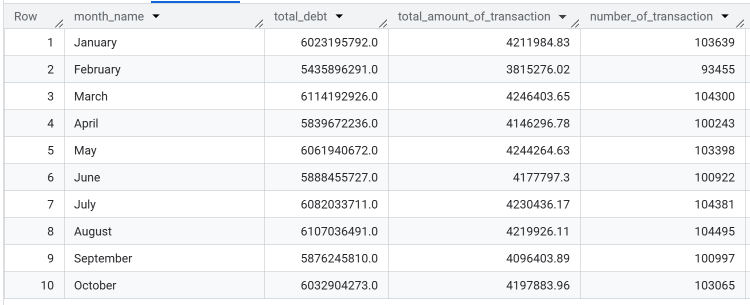 Row month_name total_debt total_amount_of_transaction number_of_transaction
1 January 6023195792.0 4211984.83 103639
2 February 5435896291.0 3815276.02 93455
3 March 6114192926.0 4246403.65 104300
4 April 5839672236.0 4146296.78 100243
5 May 6061940672.0 4244264.63 103398
6 June 5888455727.0 4177797.3 100922
7 July 6082033711.0 4230436.17 104381
8 August 6107036491.0 4219926.11 104495
9 September 5876245810.0 4096403.89 100997
10 October 6032904273.0 4197883.96 103065